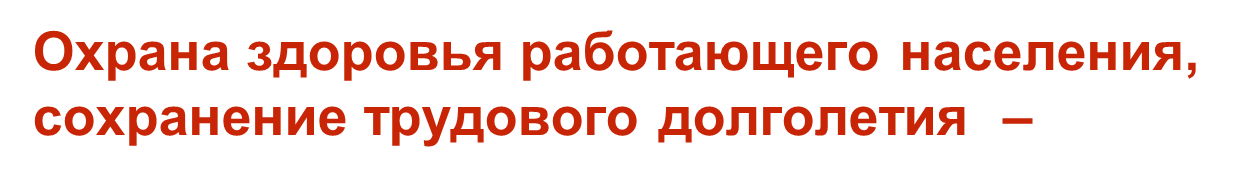 Охрана здоровья работающего населения,
сохранение трудового долголетия –